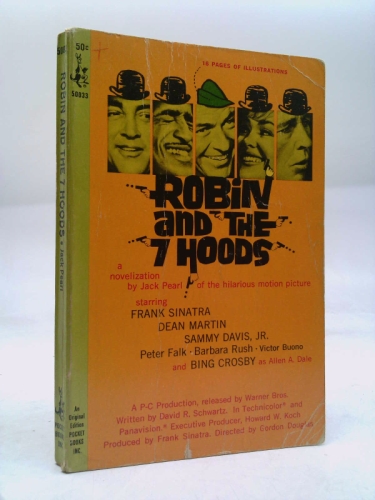 50¢
50023
ROBIN AND THE 7 HOODS • Jack Pearl
An
Original
Edition
POCKET
BOOKS
INC.
16 PAGES OF ILLUSTRATIONS
ROBIN
and THE
7 HOODS
a
novelization
by Jack Pearl of the hilarious motion picture
starring
FRANK SINATRA
DEAN MARTIN
SAMMY DAVIS, JR.
Peter Falk • Barbara Rush • Victor Buono
and BING CROSBY as Allen A. Dale
A P-C Production, released by Warner Bros.
Written by David R. Schwartz. In Technicolor® and
Panavision.® Executive Producer, Howard W. Koch
Produced by Frank Sinatra. Directed by Gordon Douglas